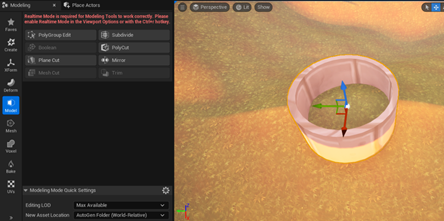 Modeling
Place Actors
Realtime Mode is required for Modeling Tools to work correctly. Please
enable Realtime Mode in the Viewport Options or with the Ctrl+r hotkey.
Faves
PolyGroup Edit
Subdivide
Boolean
PolyCut
Create
Plane Cut
Mirror
Mesh Cut
Trim
XForm
Deform
Model
Mesh
Voxel
Bake
UVs
Modeling Mode Quick Settings
Editing LOD
Max Available
New Asset Location
AutoGen Folder (World-Relative)
Perspective
Lit
Show